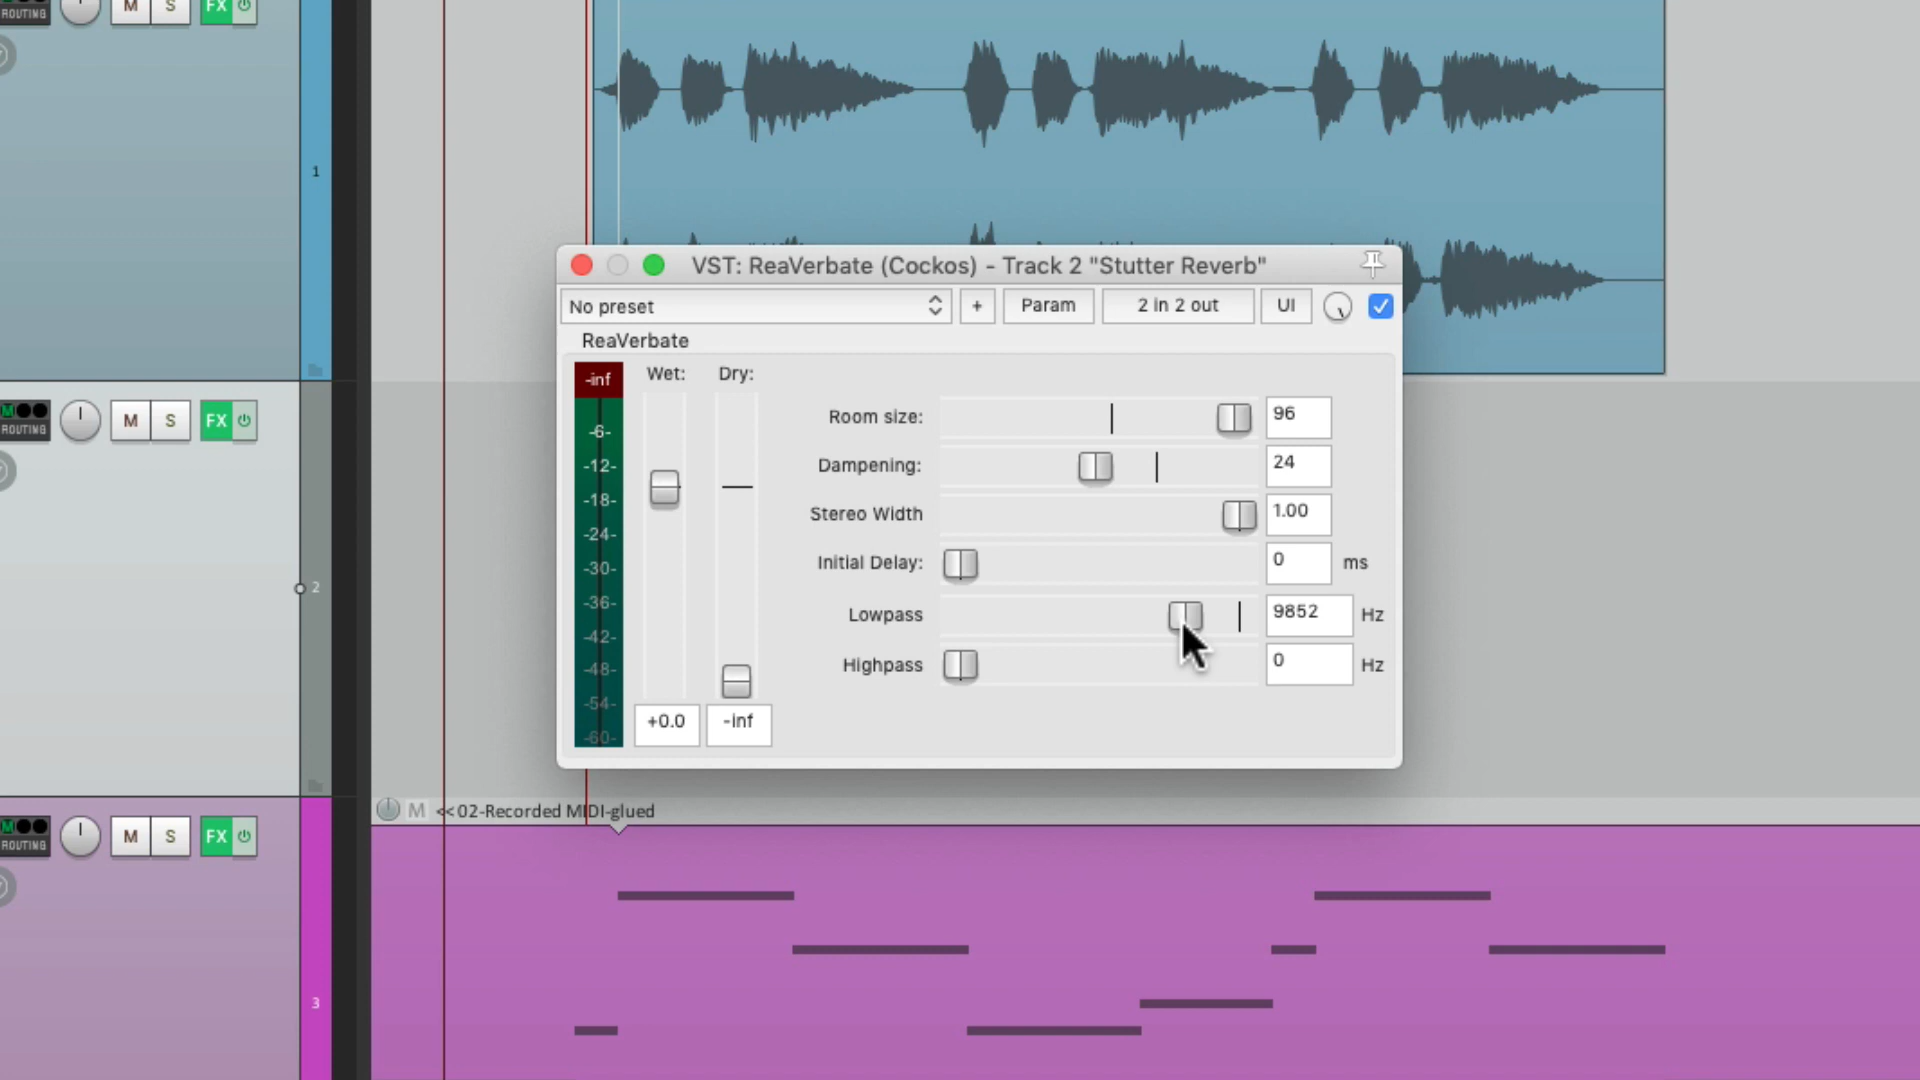 ROUTING M S FX
1
VST: ReaVerbate (Cockos) - Track 2 "Stutter Reverb"
No preset + Param 2 in 2 out UI
ReaVerbate
-inf Wet: Dry:
-6-
-12-
-18-
-24-
-30-
-36-
-42-
-48-
-54-
-60-
+0.0 -inf
Room size: 96
Dampening: 24
Stereo Width 1.00
Initial Delay: 0 ms
Lowpass 9852 Hz
Highpass 0 Hz
M
ROUTING M S FX
2
M << 02-Recorded MIDI-glued
M
ROUTING M S FX
3